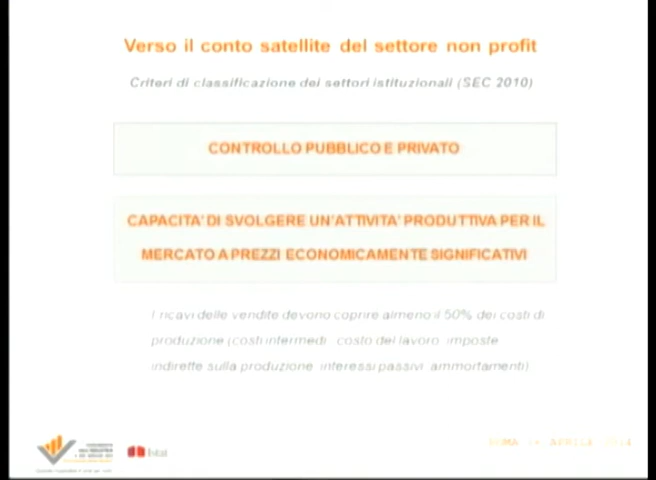 Verso il conto satellite del settore non profit
Criteri di classificazione dei settori istituzionali (SEC 2010)
CONTROLLO PUBBLICO E PRIVATO
CAPACITA' DI SVOLGERE UN'ATTIVITA' PRODUTTIVA PER IL
MERCATO A PREZZI ECONOMICAMENTE SIGNIFICATIVI
I ricavi delle vendite devono coprire almeno il 50% dei costi di
produzione (costi intermedi costo del lavoro imposte
indirette sulla produzione interessi passivi ammortamenti)
Istat
ROMA APRILE